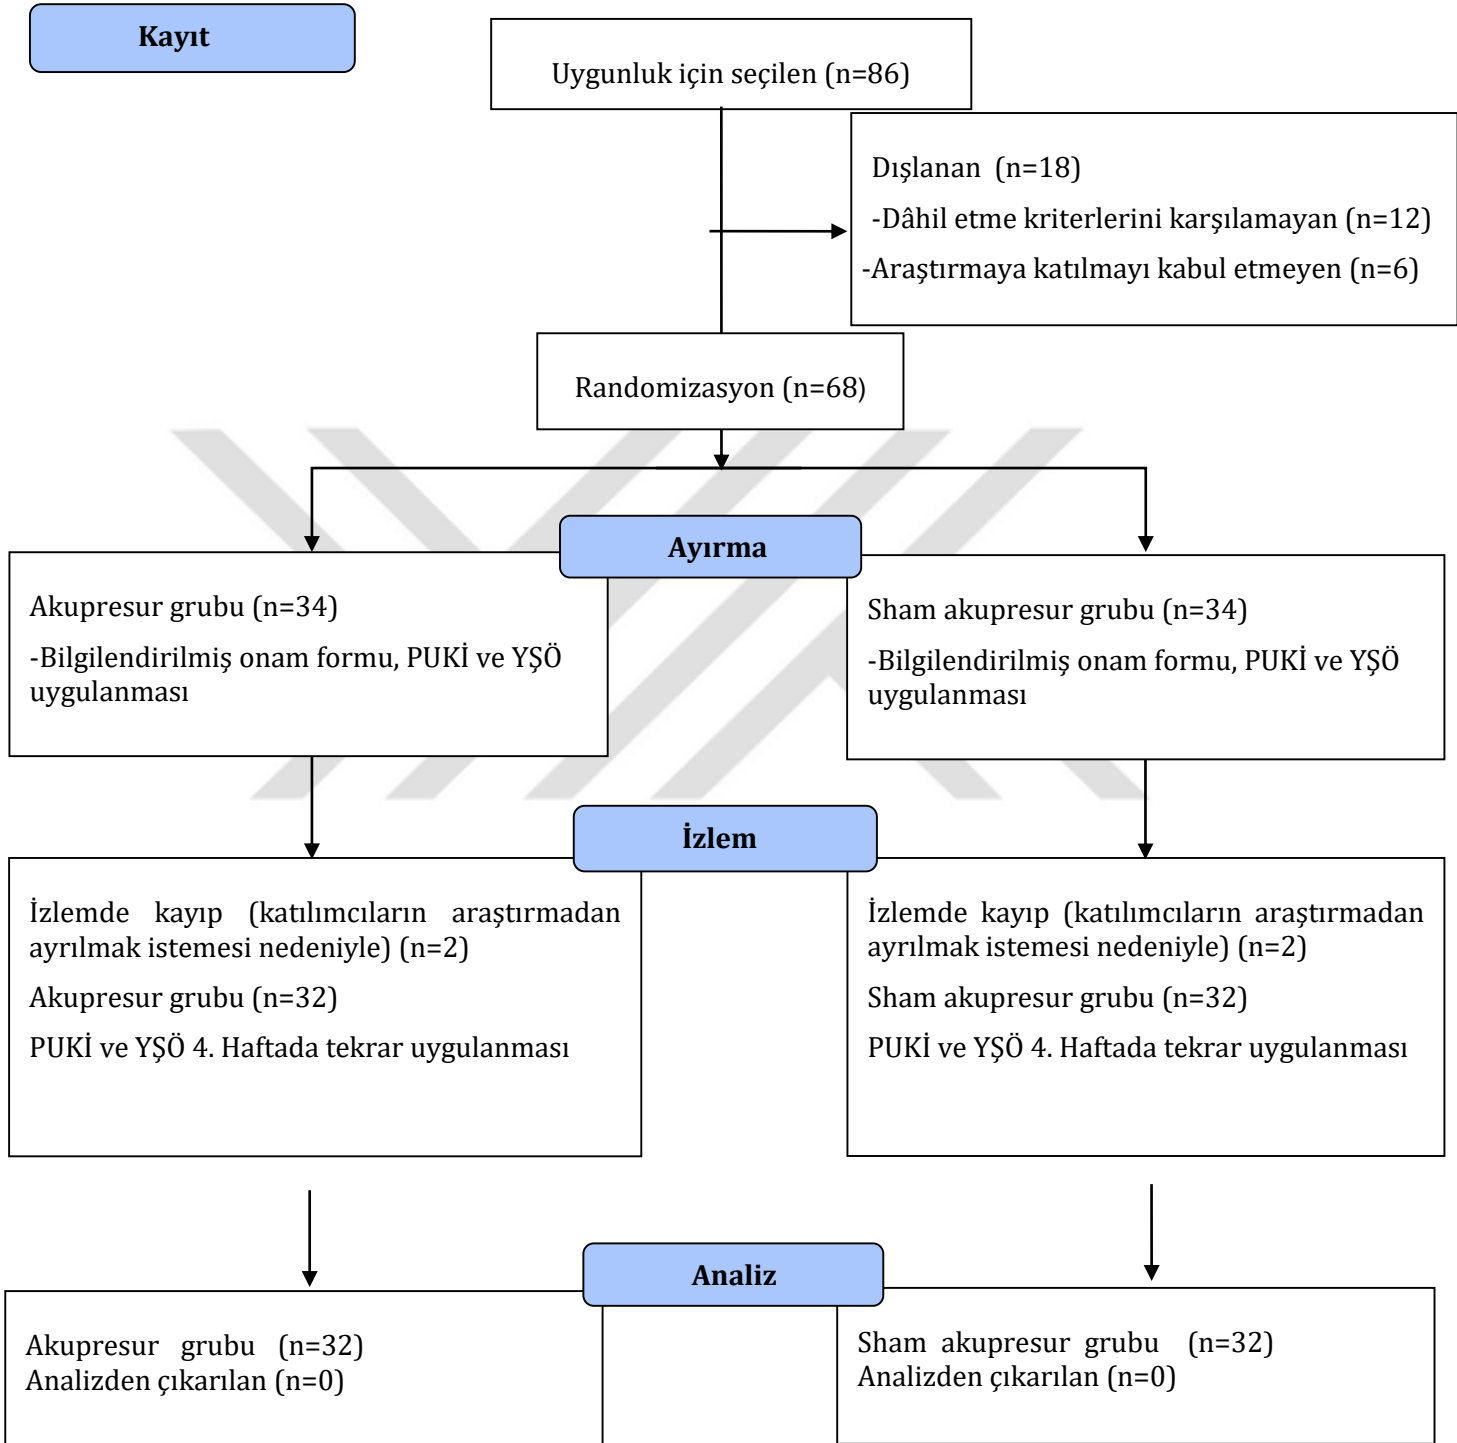 Kayıt
Uygunluk için seçilen (n=86)
Dışlanan (n=18)
-Dâhil etme kriterlerini karşılamayan (n=12)
-Araştırmaya katılmayı kabul etmeyen (n=6)
Randomizasyon (n=68)
Ayırma
Akupresur grubu (n=34)
-Bilgilendirilmiş onam formu, PUKİ ve YŞÖ
uygulanması
Sham akupresur grubu (n=34)
-Bilgilendirilmiş onam formu, PUKİ ve YŞÖ
uygulanması
İzlem
İzlemde kayıp (katılımcıların araştırmadan
ayrılmak istemesi nedeniyle) (n=2)
Akupresur grubu (n=32)
PUKİ ve YŞÖ 4. Haftada tekrar uygulanması
İzlemde kayıp (katılımcıların araştırmadan
ayrılmak istemesi nedeniyle) (n=2)
Sham akupresur grubu (n=32)
PUKİ ve YŞÖ 4. Haftada tekrar uygulanması
Analiz
Akupresur grubu (n=32)
Analizden çıkarılan (n=0)
Sham akupresur grubu (n=32)
Analizden çıkarılan (n=0)